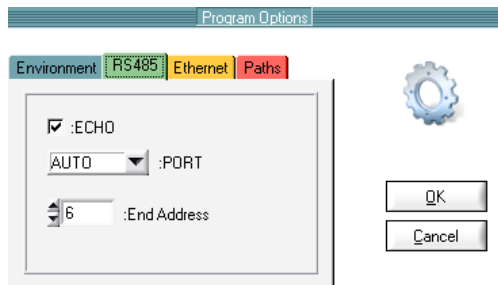 Program Options
Environment RS485 Ethernet Paths
:ECHO
AUTO :PORT
6 :End Address
OK
Cancel